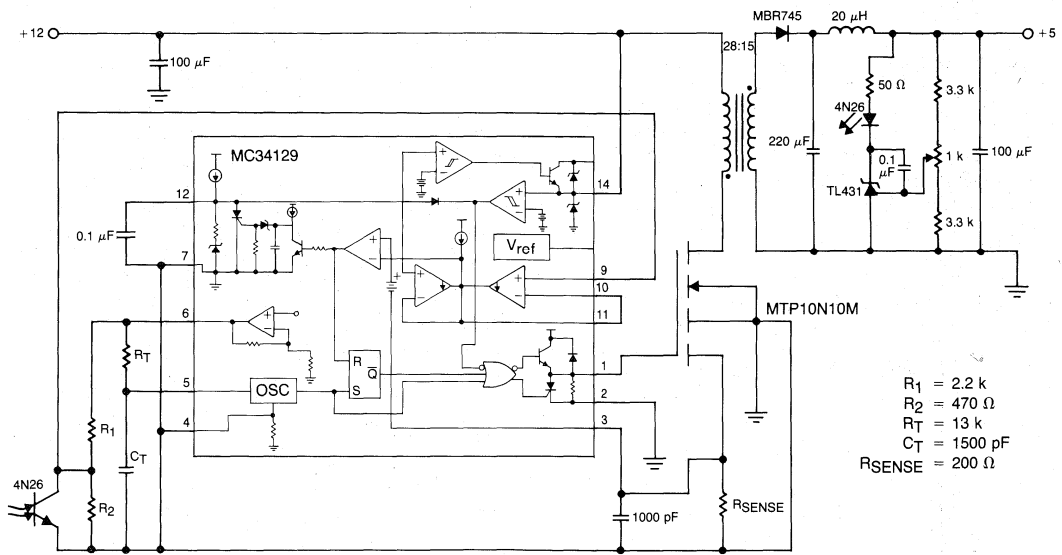 +12
100 µF
28:15
MBR745
20 µH
+5
50 Ω
4N26
3.3 k
220 µF
0.1 µF
1 k
100 µF
TL431
3.3 k
MC34129
12
14
0.1 µF
7
Vref
9
10
11
MTP10N10M
6
RT
R
Q̅
S
OSC
1
5
2
4
3
R1
CT
4N26
R2
1000 pF
RSENSE
R1 = 2.2 k
R2 = 470 Ω
RT = 13 k
CT = 1500 pF
RSENSE = 200 Ω